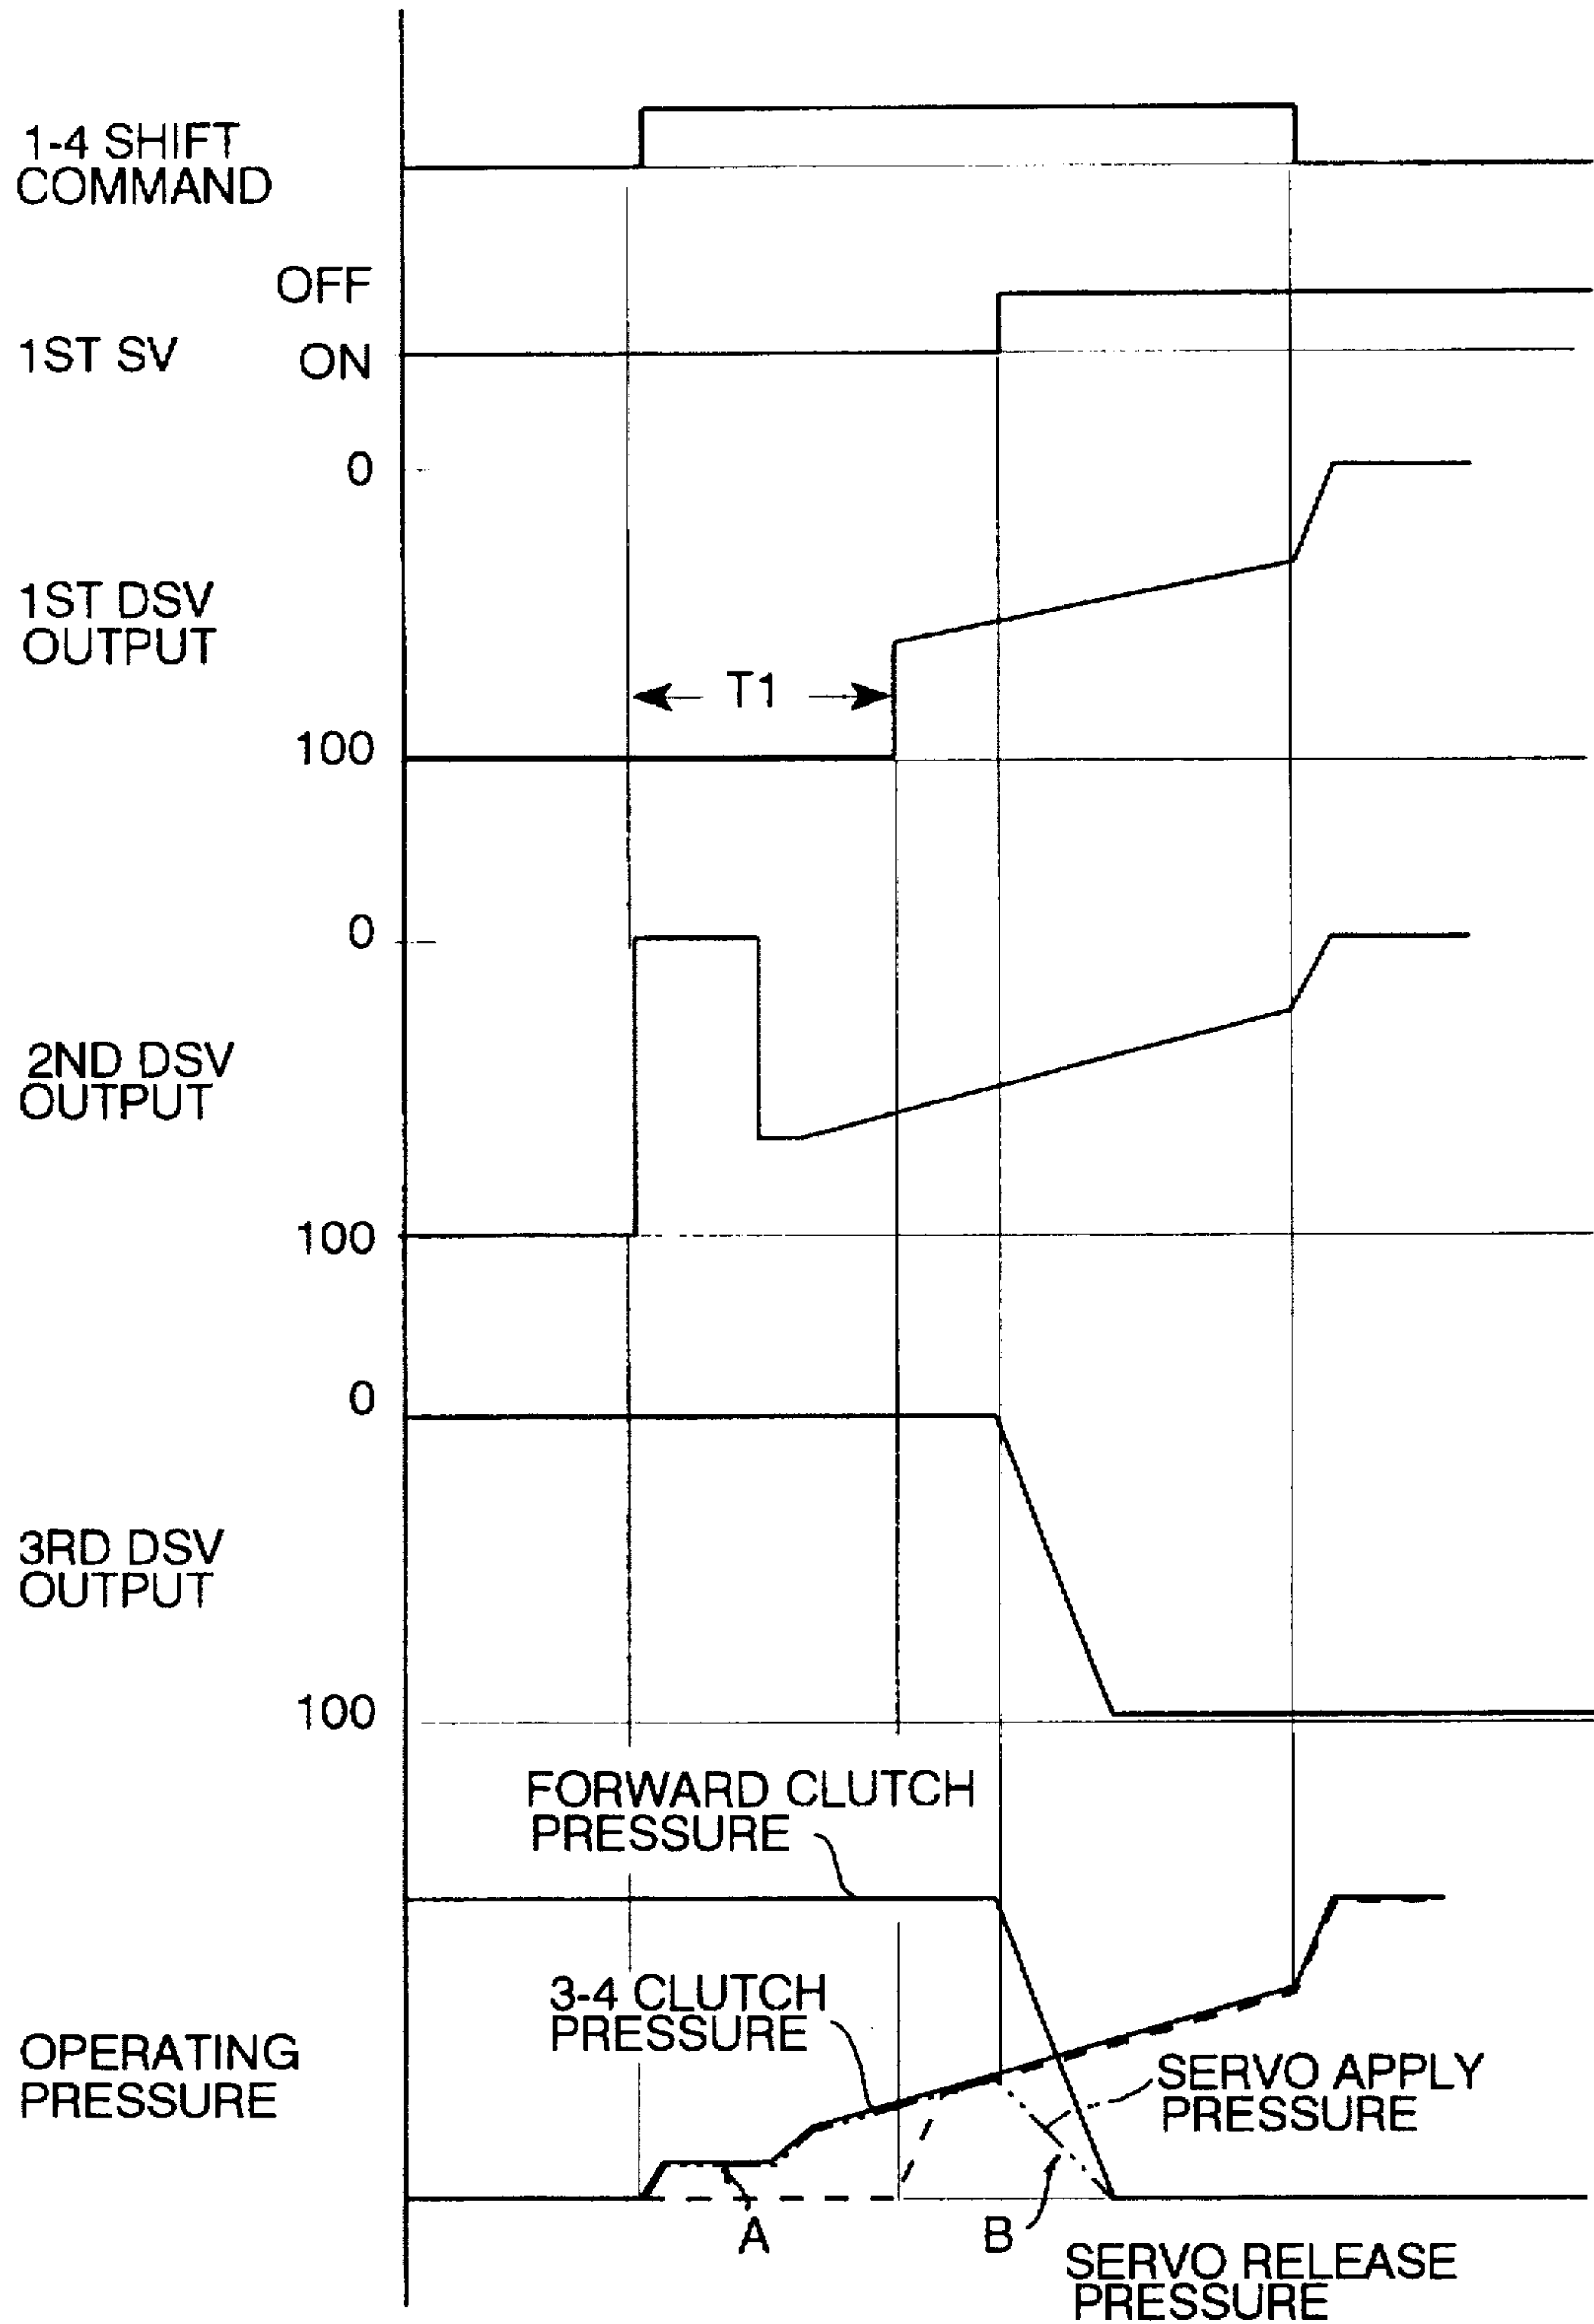 1-4 SHIFT
COMMAND
OFF
1ST SV
ON
0
1ST DSV
OUTPUT
T1
100
0
2ND DSV
OUTPUT
100
0
3RD DSV
OUTPUT
100
FORWARD CLUTCH
PRESSURE
3-4 CLUTCH
PRESSURE
OPERATING
PRESSURE
SERVO APPLY
PRESSURE
A
B
SERVO RELEASE
PRESSURE